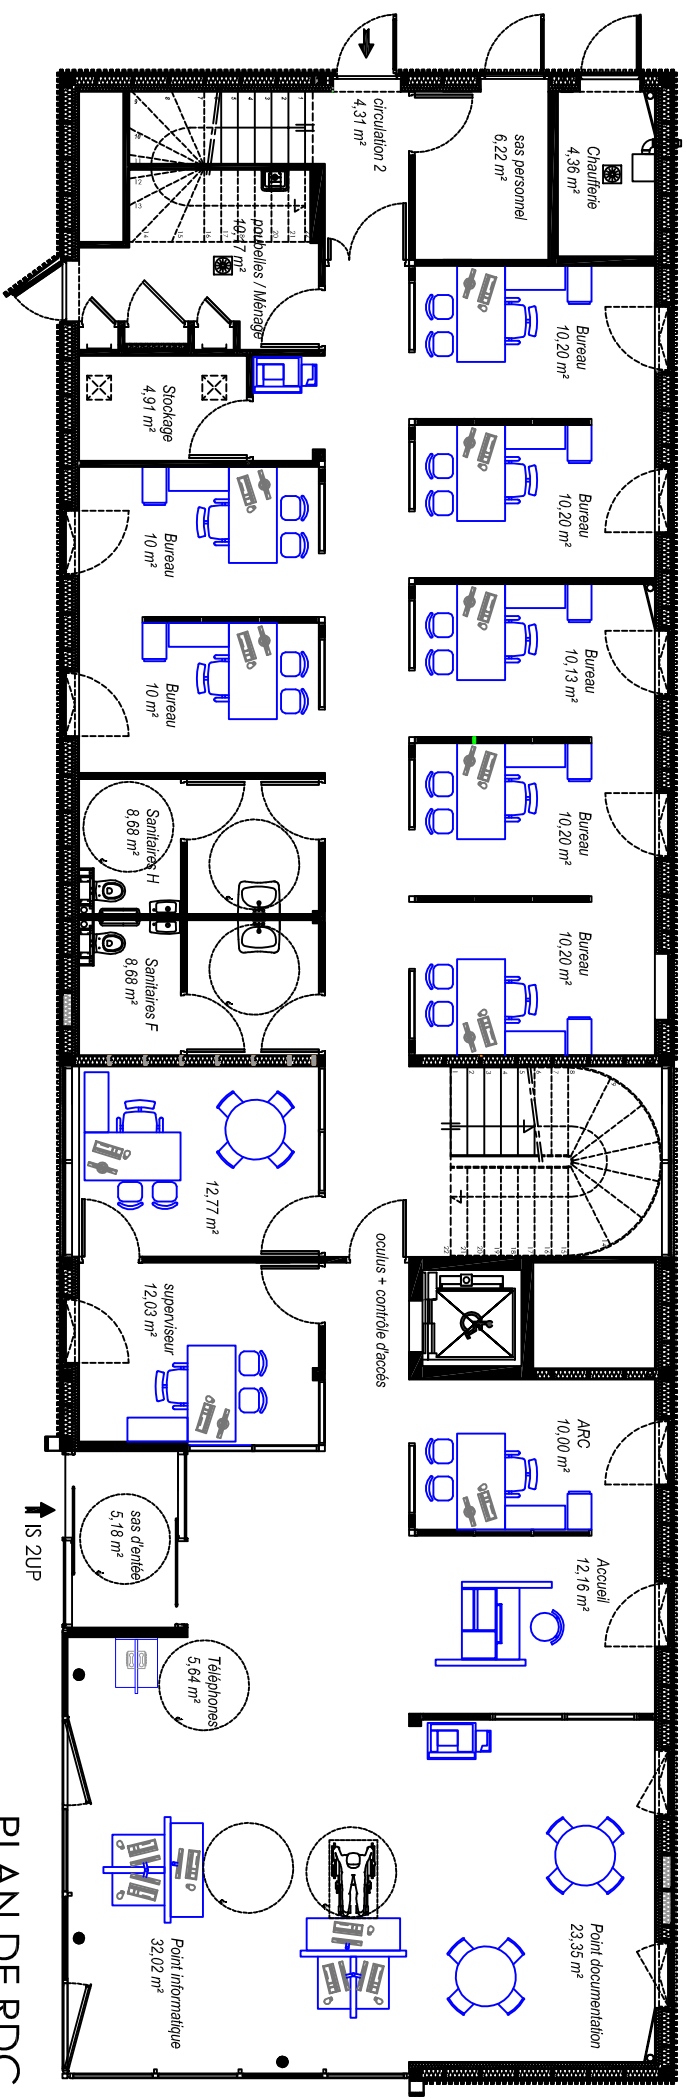 Chaufferie
4,36 m²
sas personnel
6,22 m²
circulation 2
4,31 m²
poubelles / Ménage
10,17 m²
Stockage
4,91 m²
Bureau
10,20 m²
Bureau
10,20 m²
Bureau
10,13 m²
Bureau
10,20 m²
Bureau
10,20 m²
Bureau
10 m²
Bureau
10 m²
Sanitaires H
8,68 m²
Sanitaires F
8,68 m²
12,77 m²
oculus + contrôle d'accés
superviseur
12,03 m²
ARC
10,00 m²
Accueil
12,16 m²
sas d'entée
5,18 m²
IS 2UP
Téléphones
5,64 m²
Point informatique
32,02 m²
Point documentation
23,35 m²
PLAN DE RDC